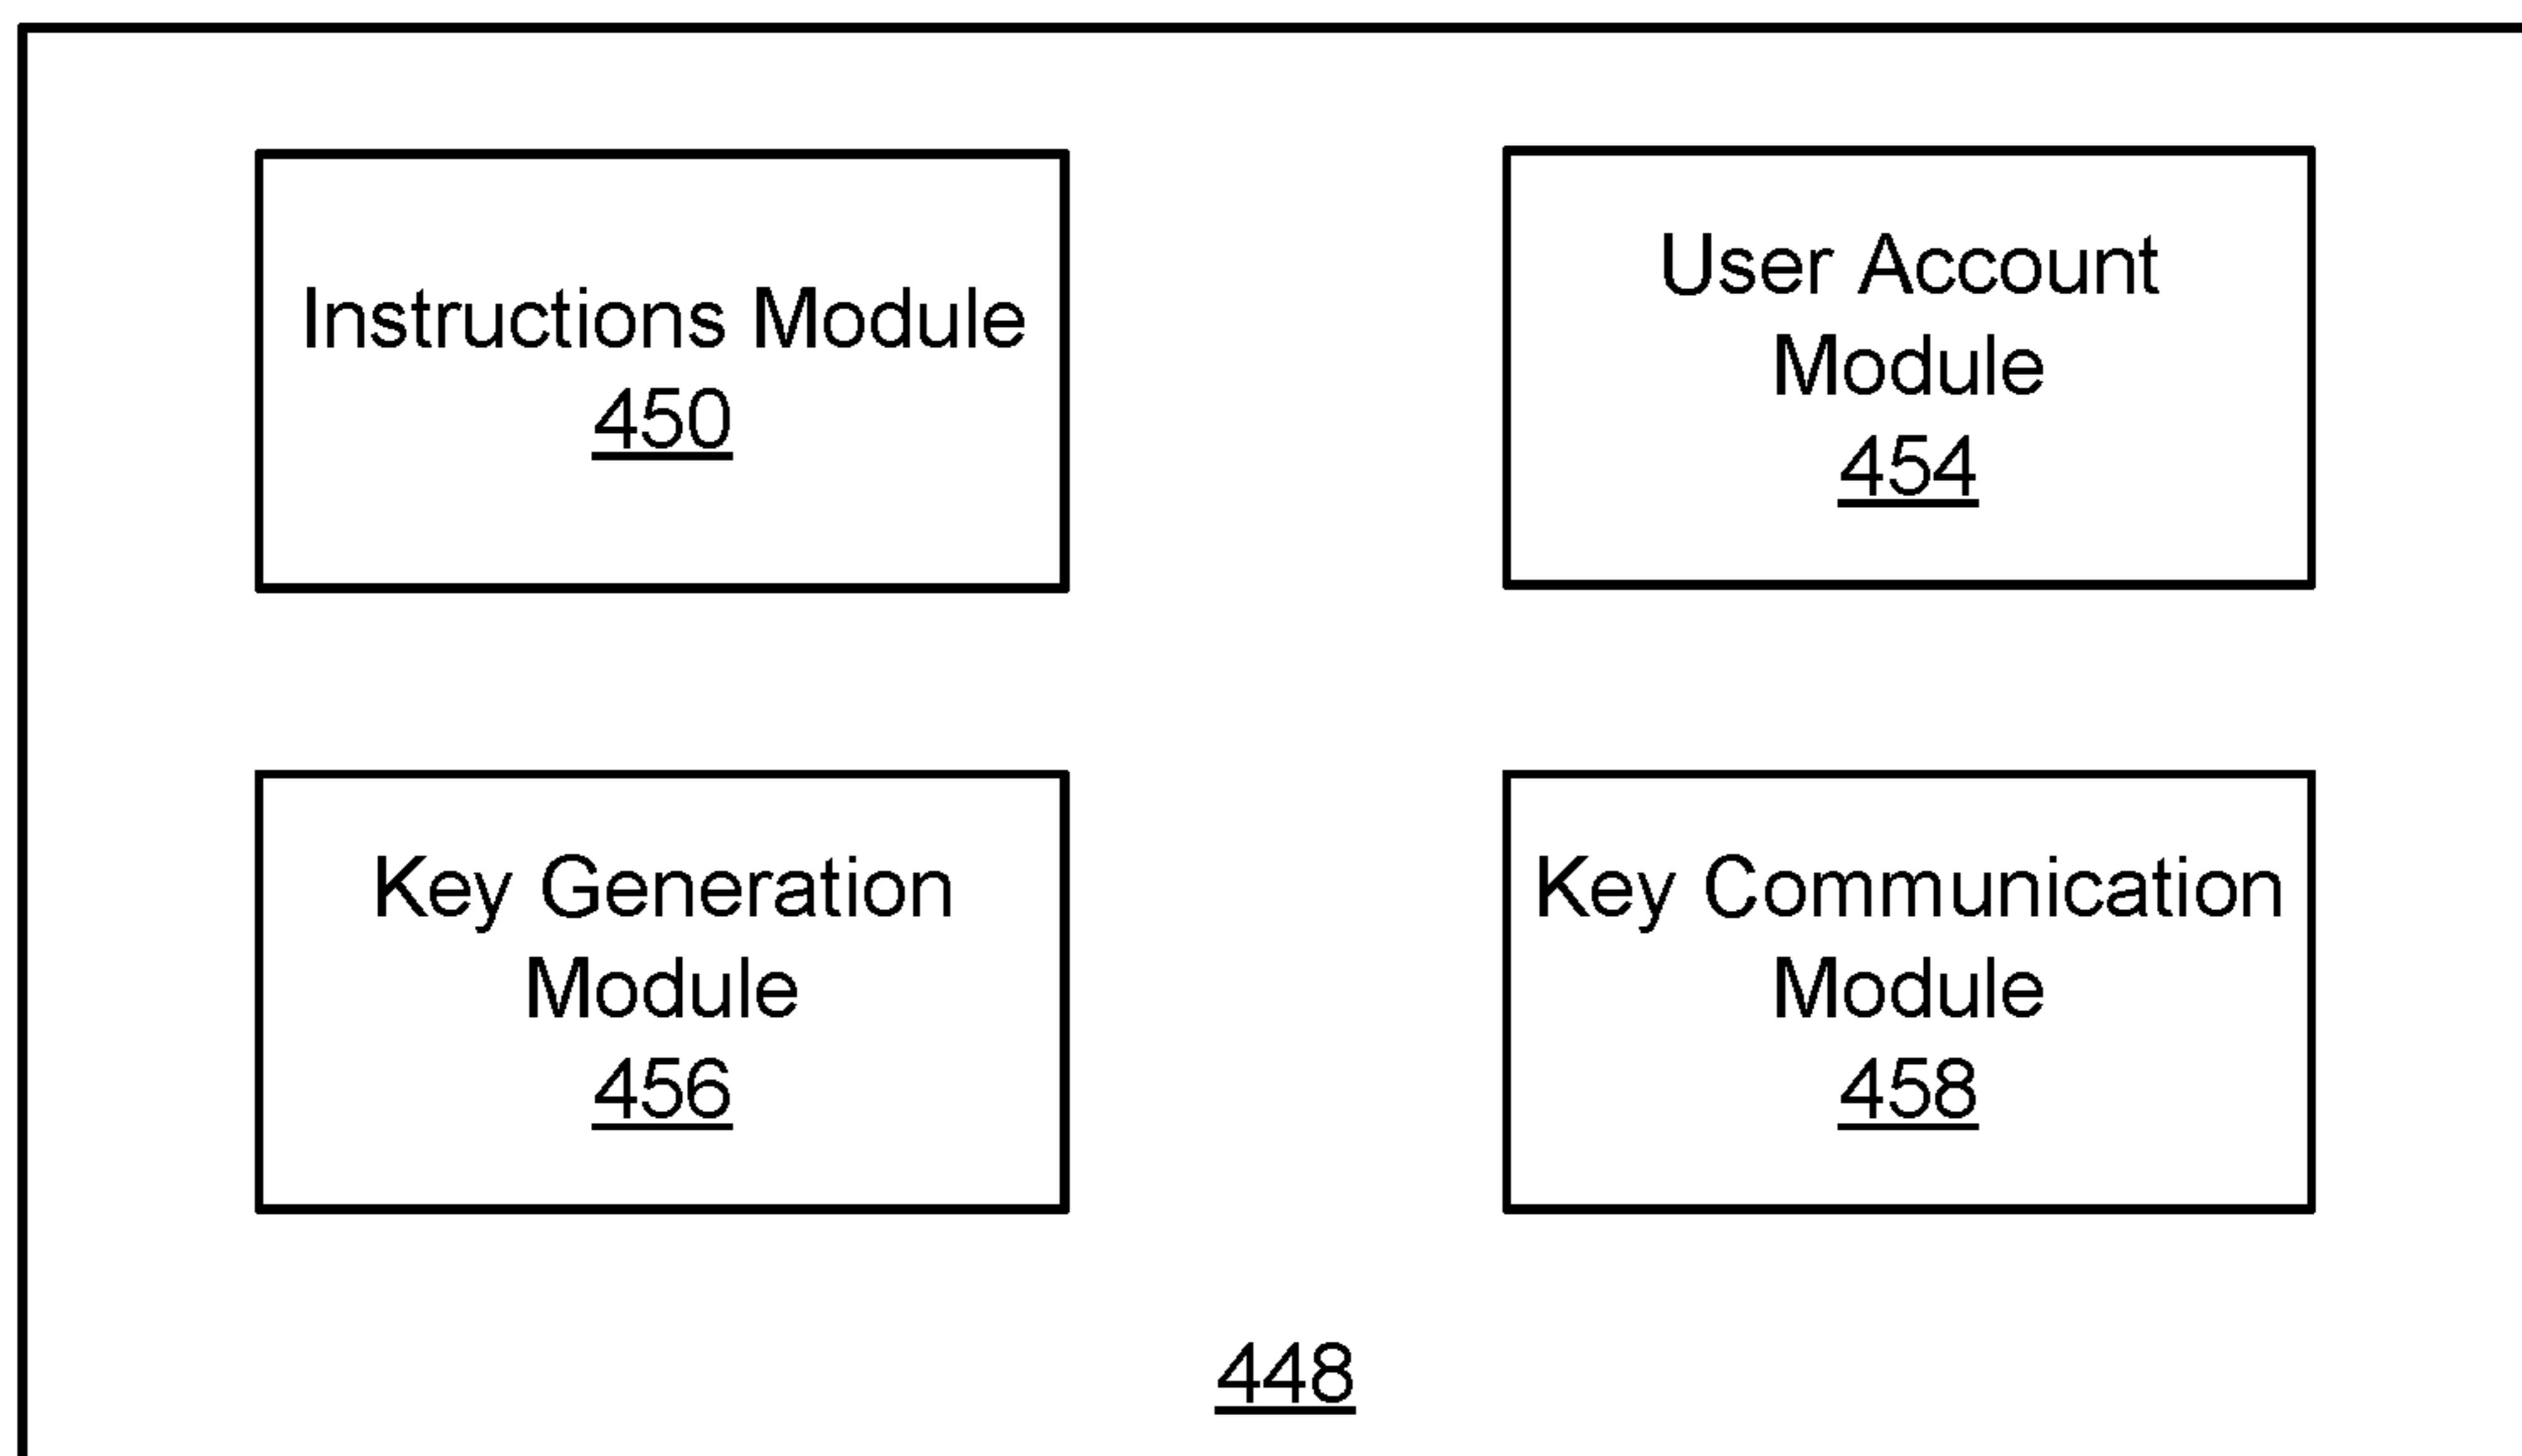 Instructions Module
450
User Account
Module
454
Key Generation
Module
456
Key Communication
Module
458
448